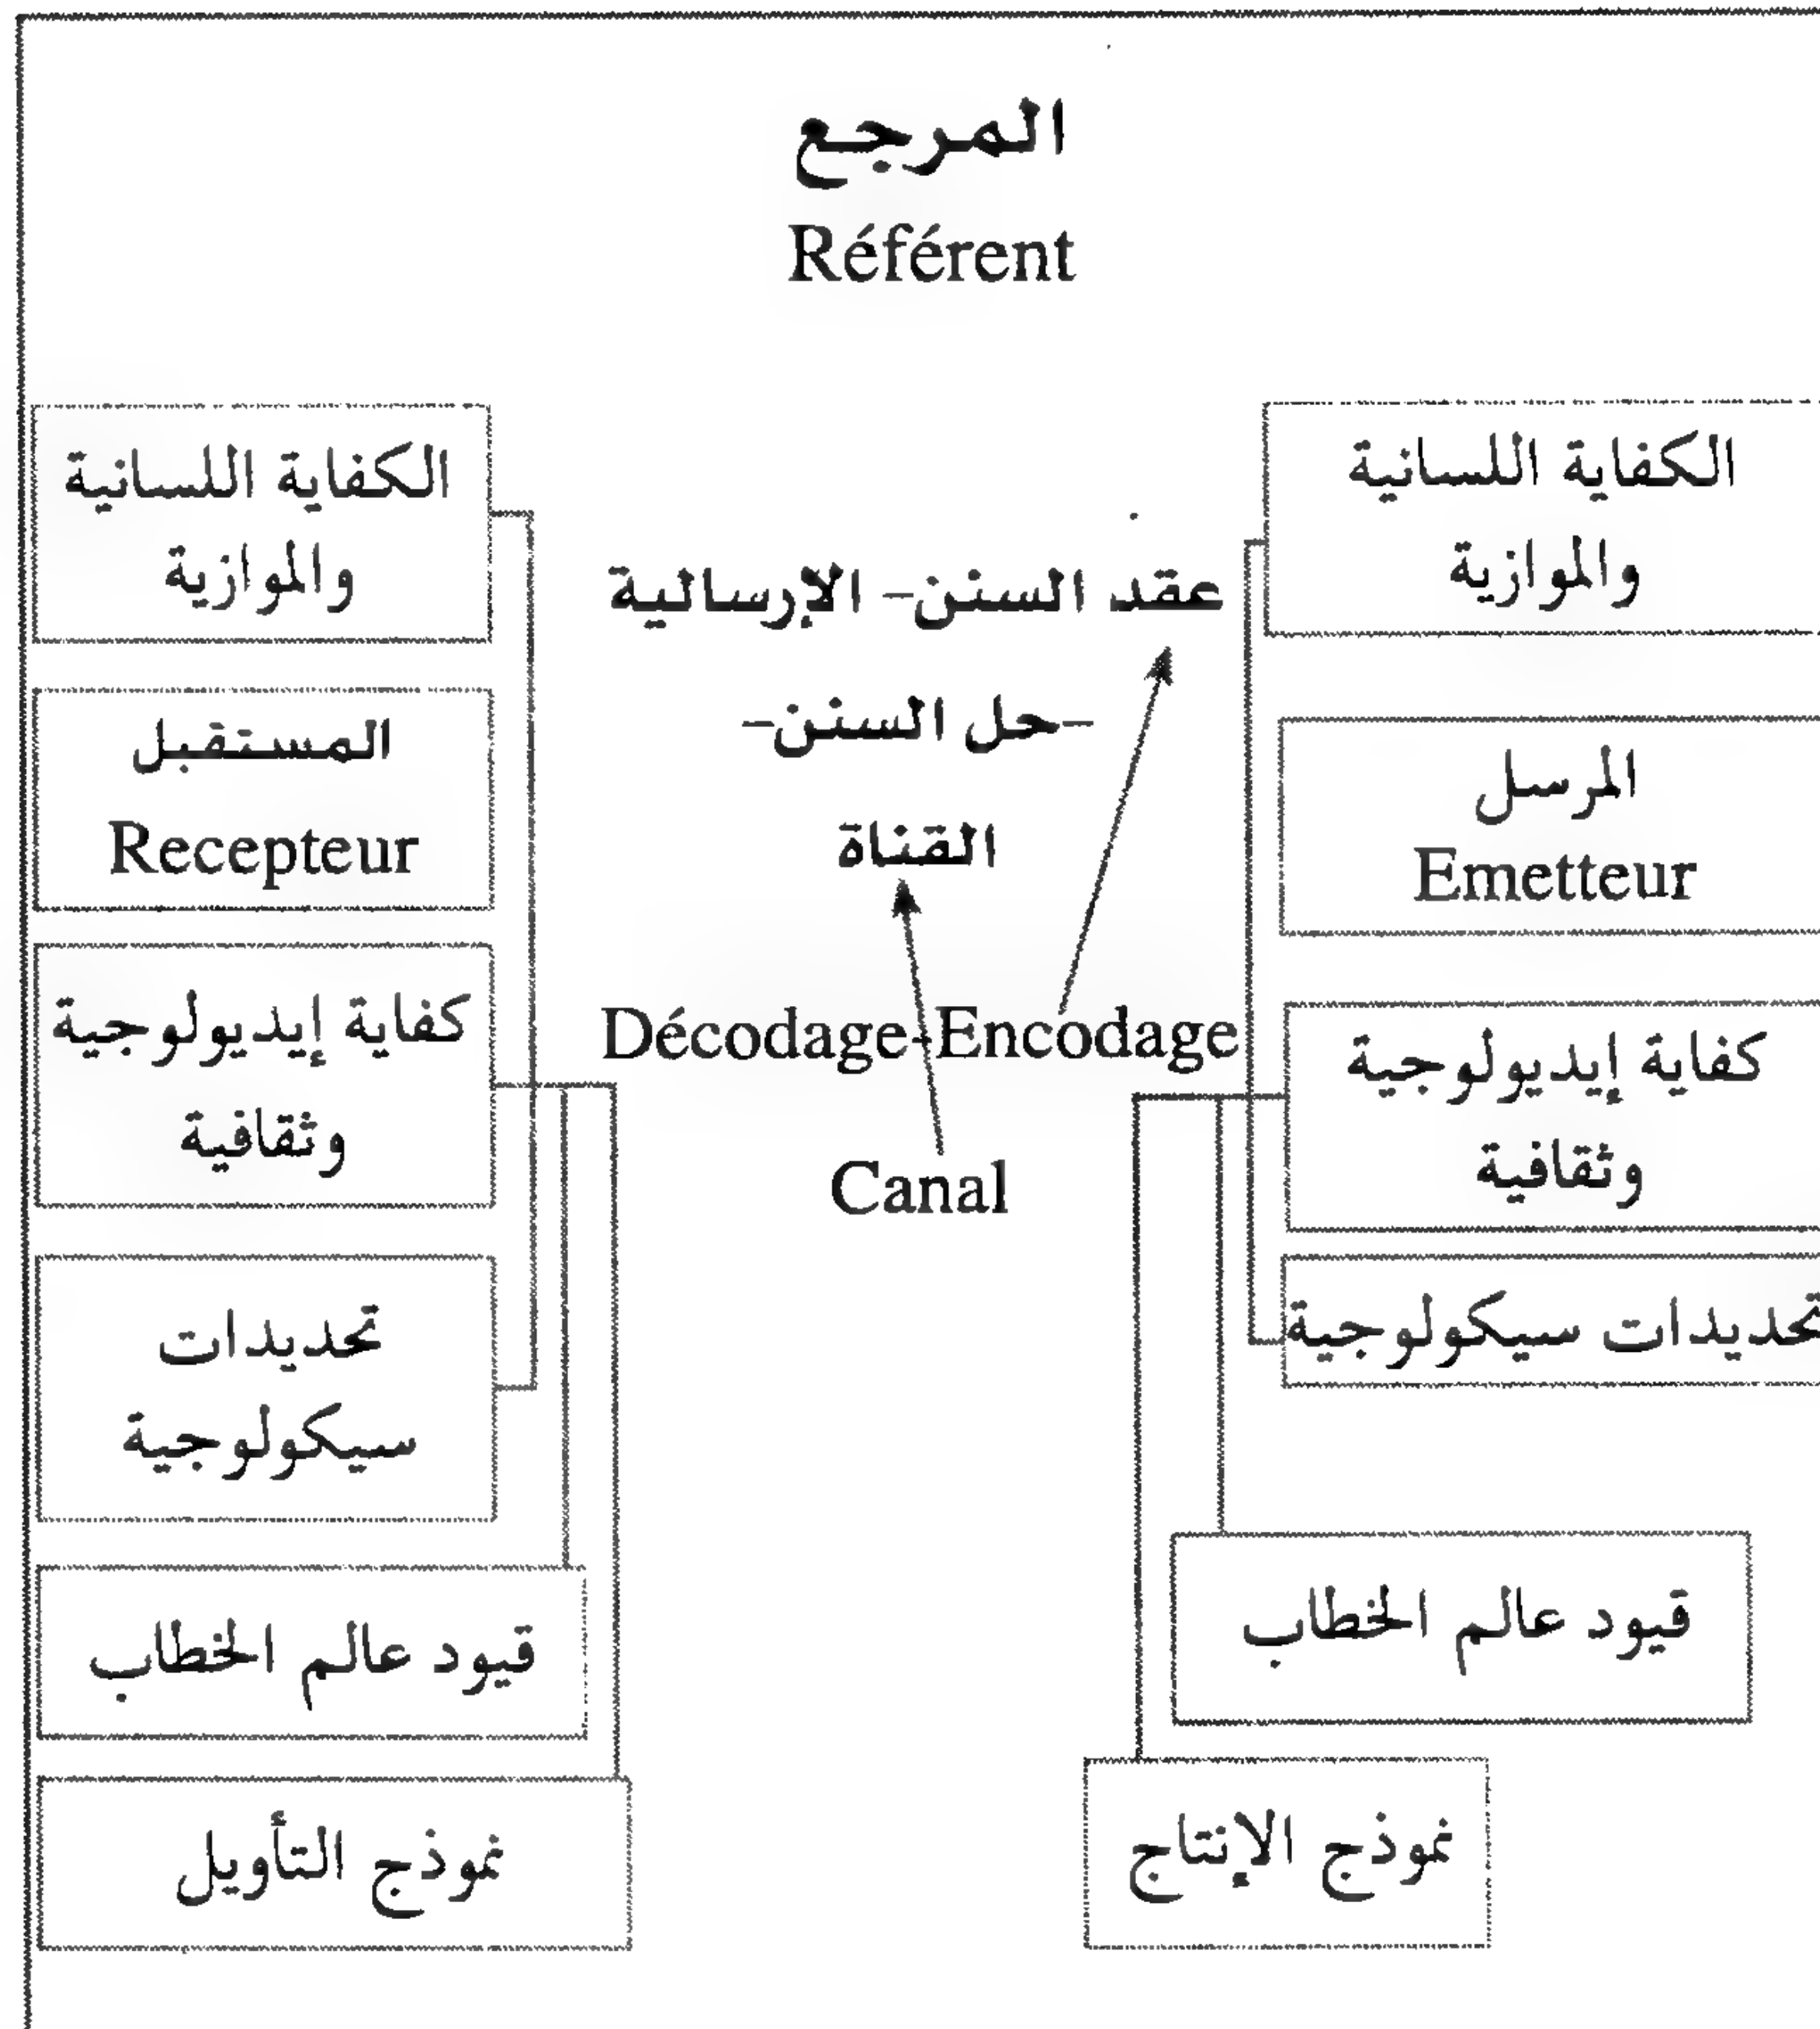 المرجع
Référent
الكفاية اللسانية
والموازية
المرسل
Emetteur
كفاية إيديولوجية
وثقافية
تحديدات سيكولوجية
قيود عالم الخطاب
نموذج الإنتاج
عقد السنن- الإرسالية
-حل السنن-
القناة
Décodage-Encodage
Canal
الكفاية اللسانية
والموازية
المستقبل
Recepteur
كفاية إيديولوجية
وثقافية
تحديدات
سيكولوجية
قيود عالم الخطاب
نموذج التأويل